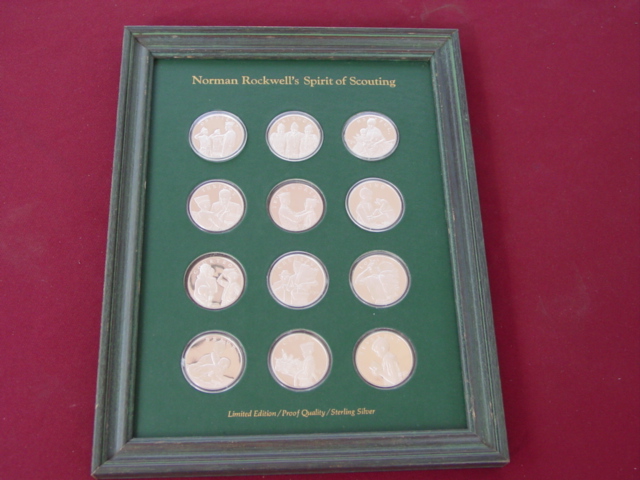 Norman Rockwell's Spirit of Scouting
Limited Edition/Proof Quality/Sterling Silver